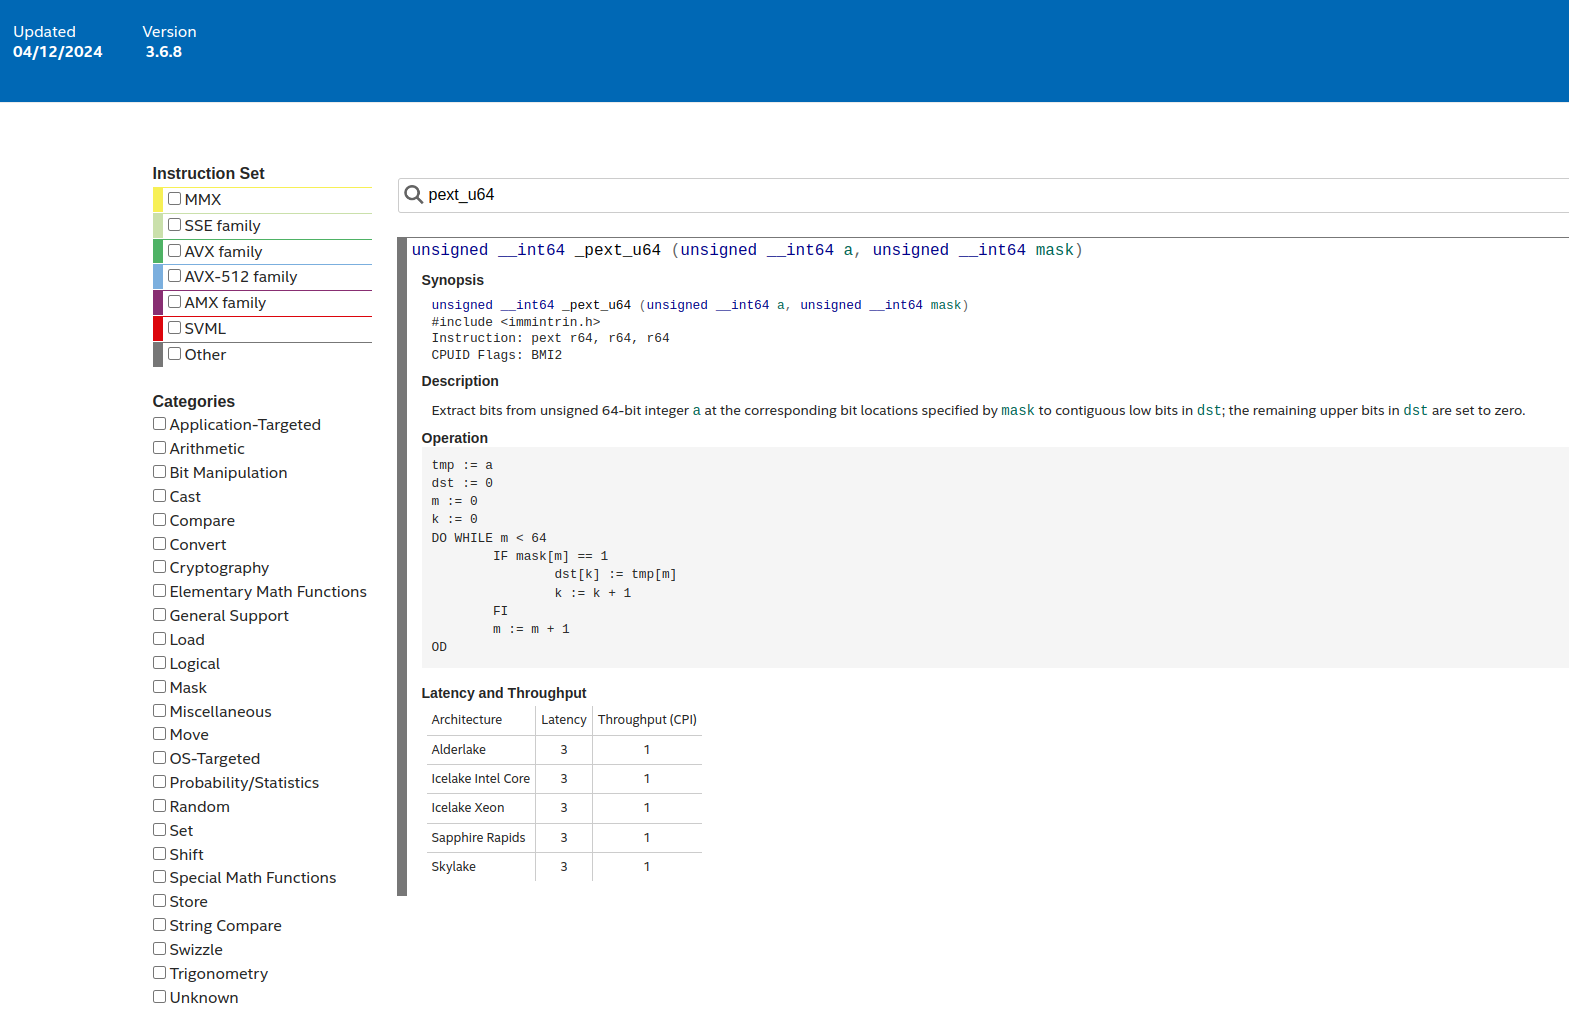 Updated Version
04/12/2024 3.6.8
Instruction Set
MMX
SSE family
AVX family
AVX-512 family
AMX family
SVML
Other
Categories
Application-Targeted
Arithmetic
Bit Manipulation
Cast
Compare
Convert
Cryptography
Elementary Math Functions
General Support
Load
Logical
Mask
Miscellaneous
Move
OS-Targeted
Probability/Statistics
Random
Set
Shift
Special Math Functions
Store
String Compare
Swizzle
Trigonometry
Unknown
pext_u64
unsigned __int64 _pext_u64 (unsigned __int64 a, unsigned __int64 mask)
Synopsis
unsigned __int64 _pext_u64 (unsigned __int64 a, unsigned __int64 mask)
#include <immintrin.h>
Instruction: pext r64, r64, r64
CPUID Flags: BMI2
Description
Extract bits from unsigned 64-bit integer a at the corresponding bit locations specified by mask to contiguous low bits in dst; the remaining upper bits in dst are set to zero.
Operation
tmp := a
dst := 0
m := 0
k := 0
DO WHILE m < 64
IF mask[m] == 1
dst[k] := tmp[m]
k := k + 1
FI
m := m + 1
OD
Latency and Throughput
Architecture Latency Throughput (CPI)
Alderlake 3 1
Icelake Intel Core 3 1
Icelake Xeon 3 1
Sapphire Rapids 3 1
Skylake 3 1